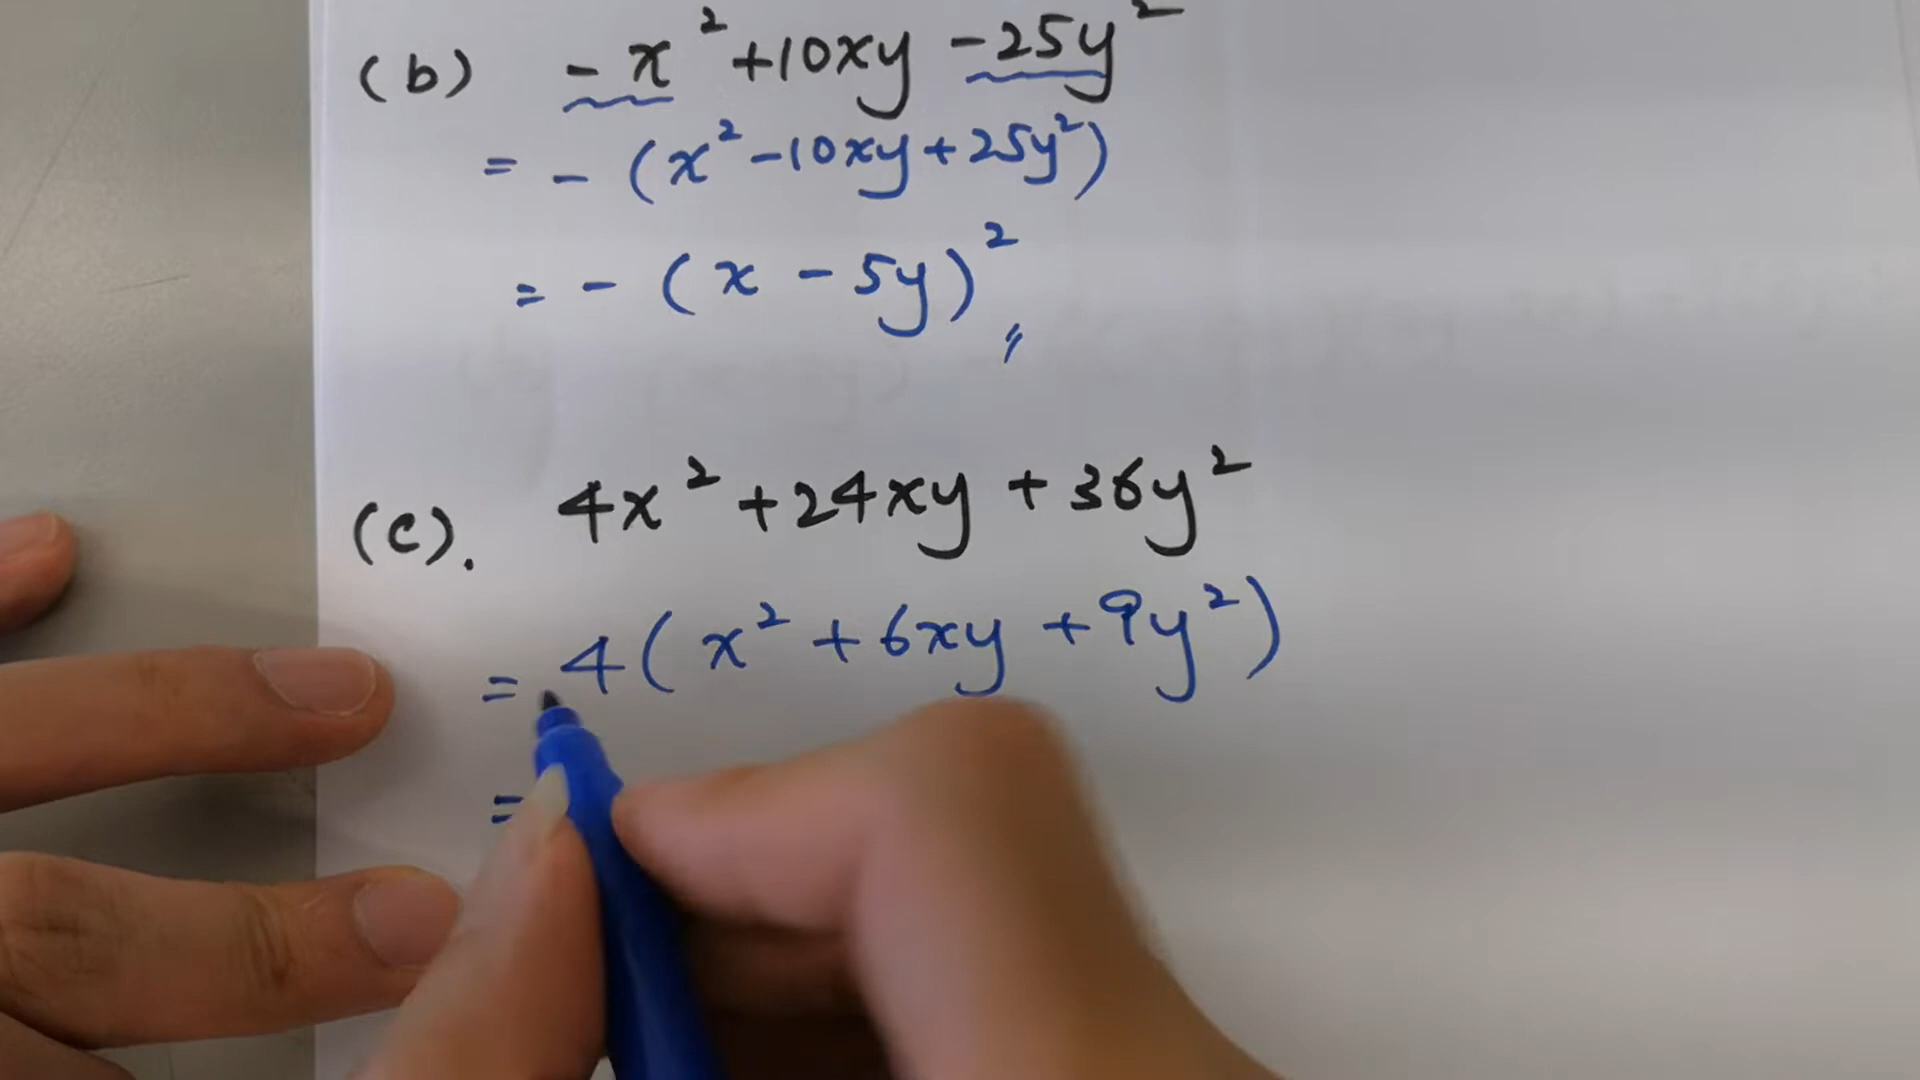 (b) -x²+10xy -25y²
= -(x²-10xy+25y²)
= -(x-5y)²
(c). 4x²+24xy+36y²
= 4(x²+6xy+9y²)
=